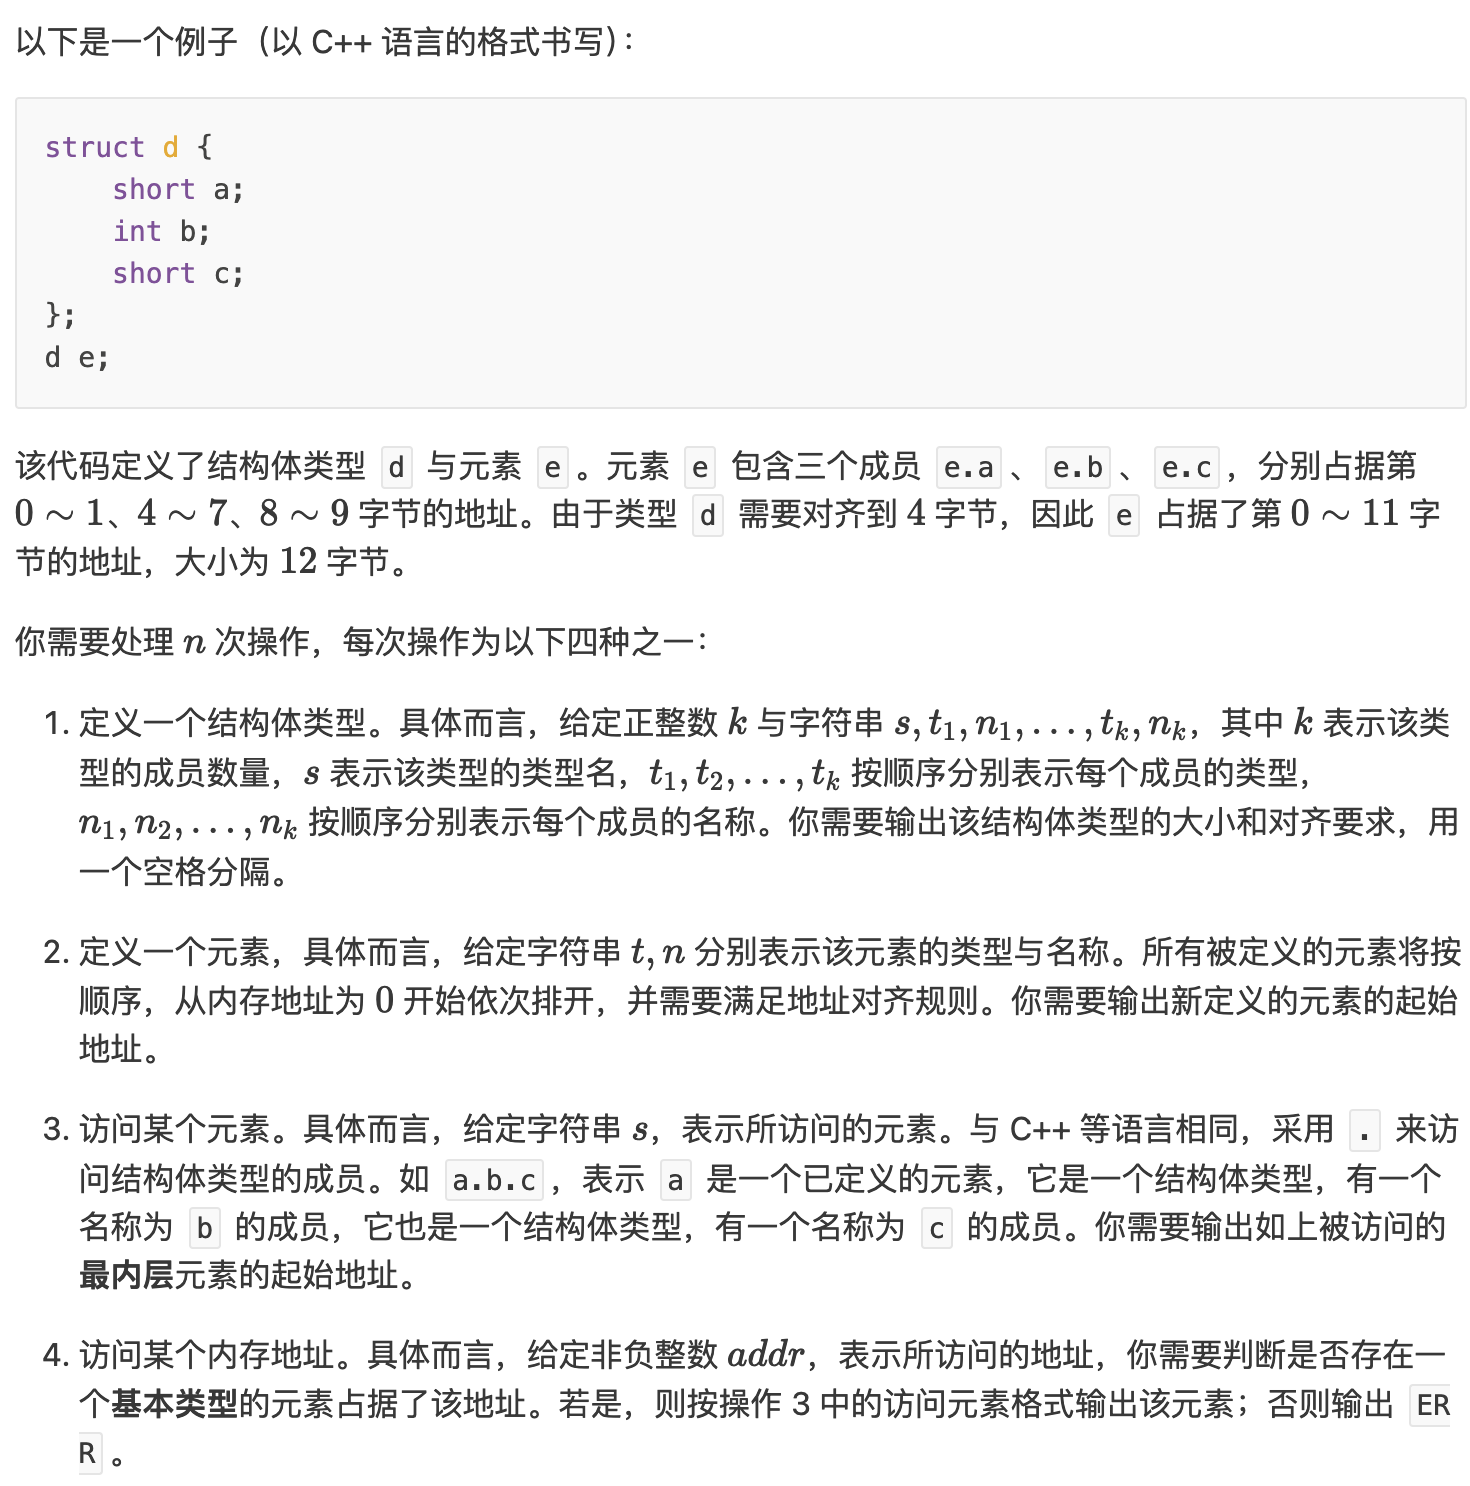 以下是一个例子（以 C++ 语言的格式书写）：
struct d {
    short a;
    int b;
    short c;
};
d e;
该代码定义了结构体类型 d 与元素 e 。元素 e 包含三个成员 e.a 、 e.b 、 e.c ，分别占据第
0 ∼ 1、4 ∼ 7、8 ∼ 9 字节的地址。由于类型 d 需要对齐到 4 字节，因此 e 占据了第 0 ∼ 11 字
节的地址，大小为 12 字节。
你需要处理 n 次操作，每次操作为以下四种之一：
1. 定义一个结构体类型。具体而言，给定正整数 k 与字符串 s, t₁, n₁, . . . , tₖ, nₖ，其中 k 表示该类
型的成员数量，s 表示该类型的类型名，t₁, t₂, . . . , tₖ 按顺序分别表示每个成员的类型，
n₁, n₂, . . . , nₖ 按顺序分别表示每个成员的名称。你需要输出该结构体类型的大小和对齐要求，用
一个空格分隔。
2. 定义一个元素，具体而言，给定字符串 t, n 分别表示该元素的类型与名称。所有被定义的元素将按
顺序，从内存地址为 0 开始依次排开，并需要满足地址对齐规则。你需要输出新定义的元素的起始
地址。
3. 访问某个元素。具体而言，给定字符串 s，表示所访问的元素。与 C++ 等语言相同，采用 . 来访
问结构体类型的成员。如 a.b.c ，表示 a 是一个已定义的元素，它是一个结构体类型，有一个
名称为 b 的成员，它也是一个结构体类型，有一个名称为 c 的成员。你需要输出如上被访问的
最内层元素的起始地址。
4. 访问某个内存地址。具体而言，给定非负整数 addr，表示所访问的地址，你需要判断是否存在一
个基本类型的元素占据了该地址。若是，则按操作 3 中的访问元素格式输出该元素；否则输出 ER
R 。